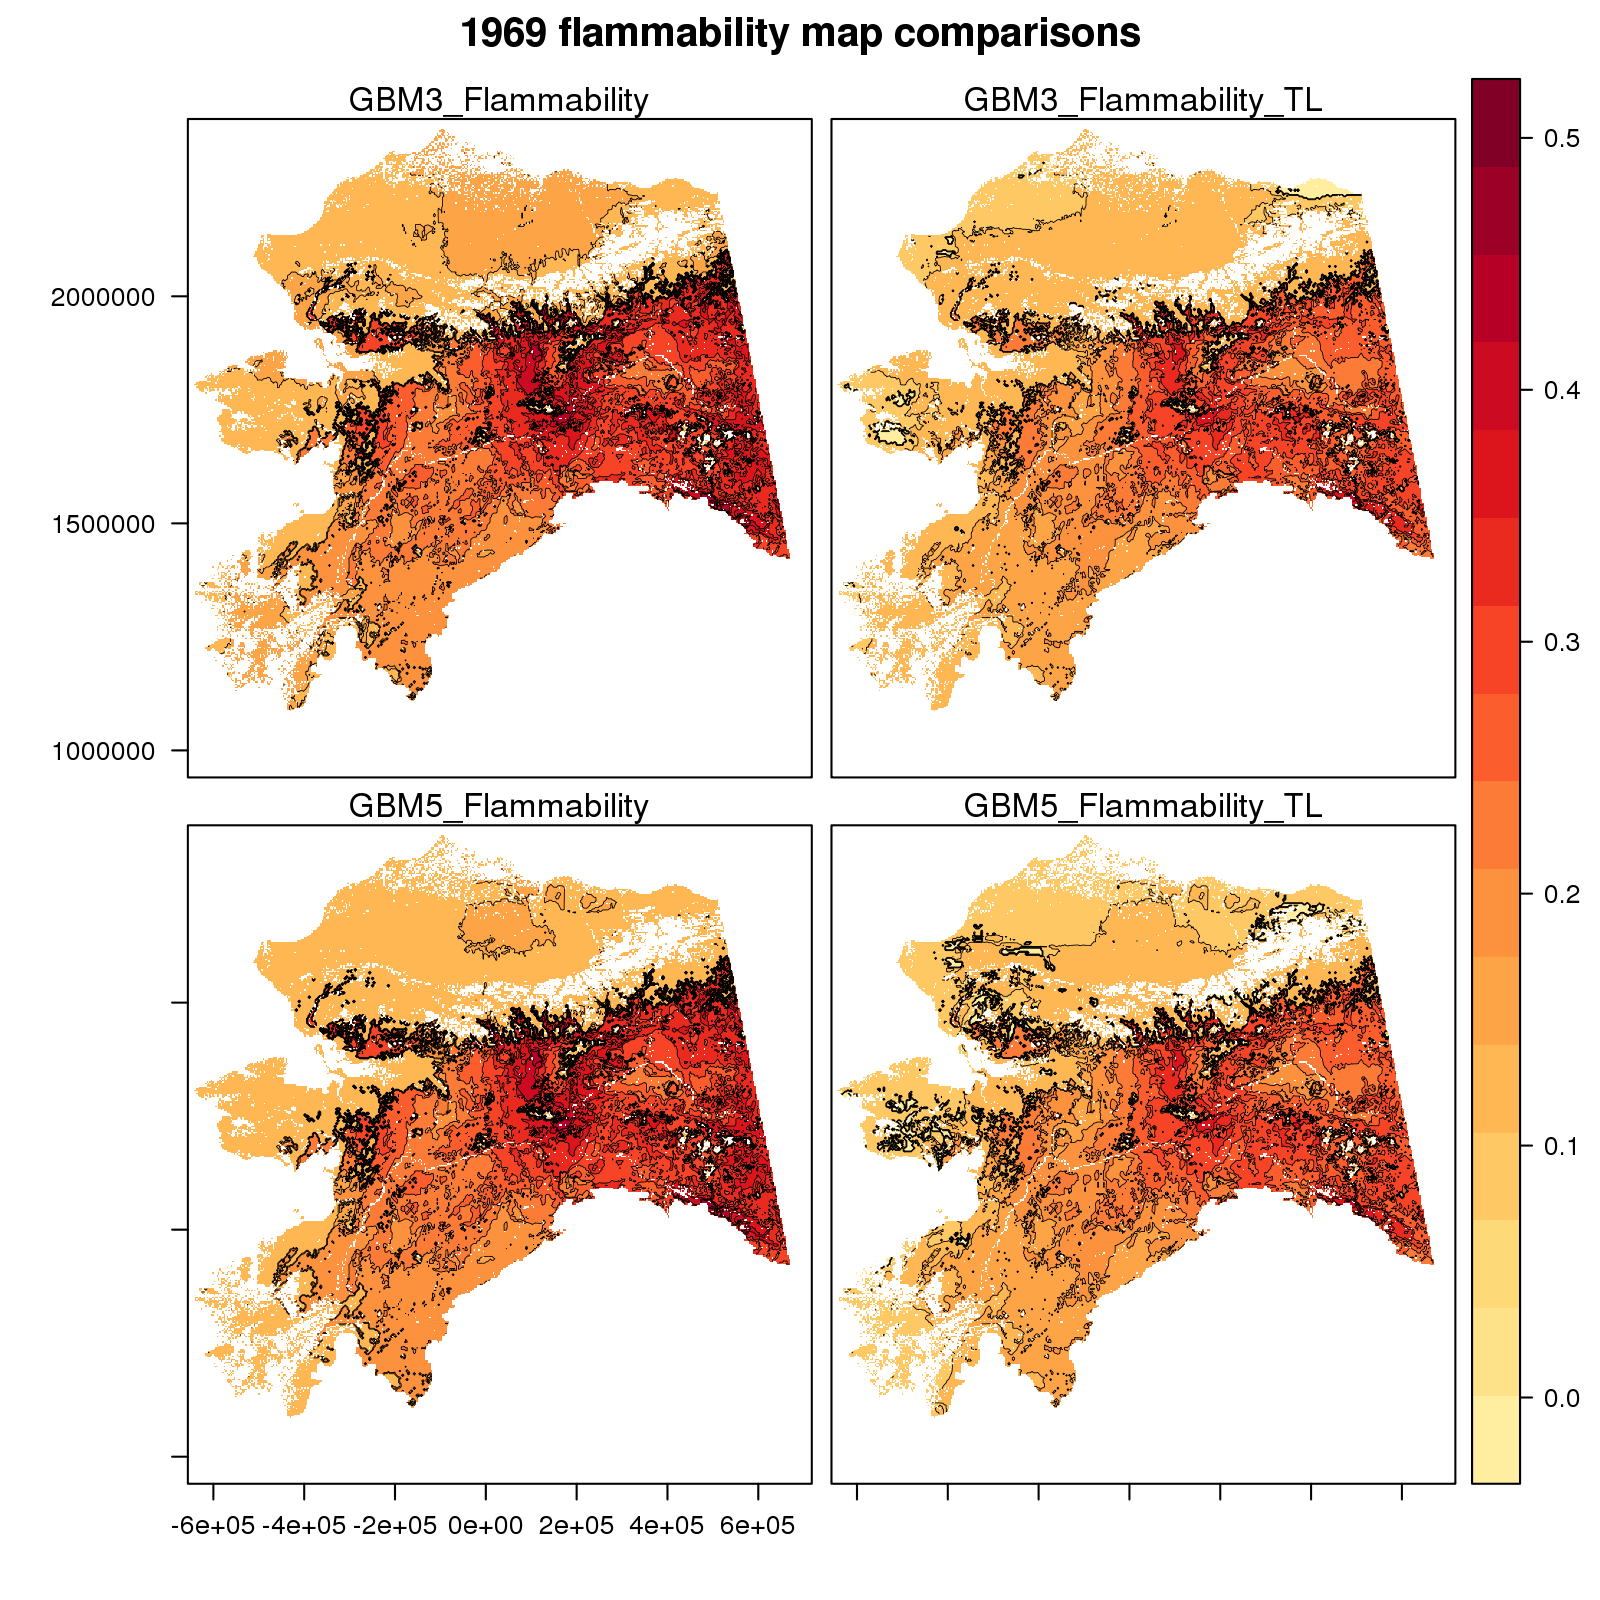 1969 flammability map comparisons
GBM3_Flammability
GBM3_Flammability_TL
2000000
1500000
1000000
GBM5_Flammability
GBM5_Flammability_TL
-6e+05 -4e+05 -2e+05 0e+00 2e+05 4e+05 6e+05
0.5
0.4
0.3
0.2
0.1
0.0